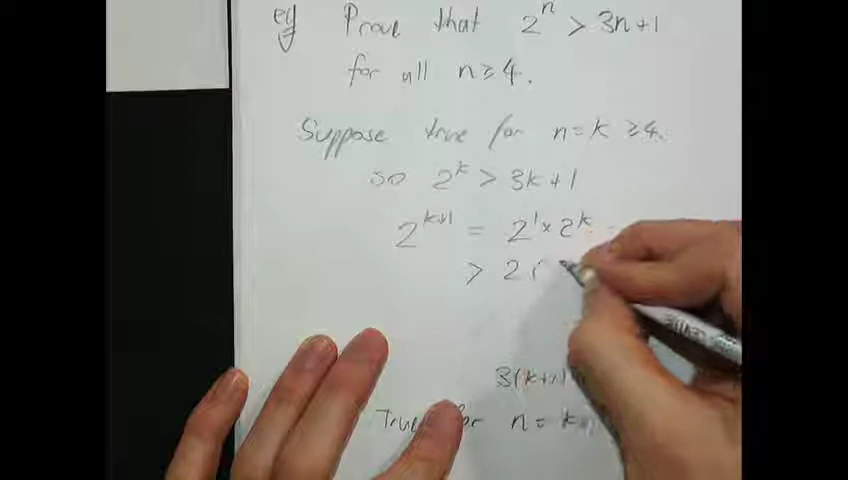 eg Prove that 2^n > 3n+1
for all n ≥ 4.
Suppose true for n = k ≥ 4.
so 2^k > 3k+1
2^{k+1} = 2^1 × 2^k =
> 2(
3(k+1)
True for n = k+1